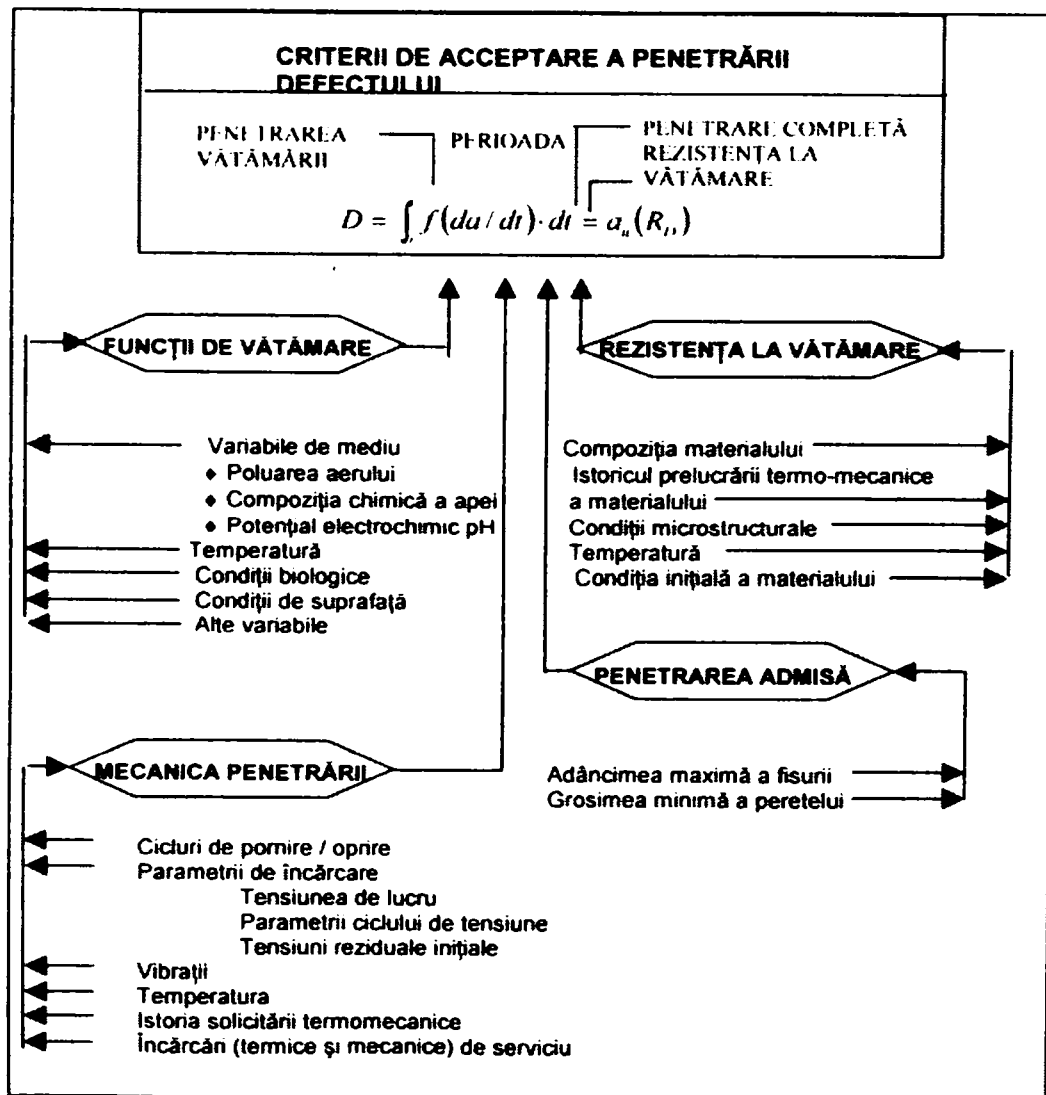 CRITERII DE ACCEPTARE A PENETRĂRII
DEFECTULUI
PENETRAREA
VĂTĂMĂRII
PERIOADA
PENETRARE COMPLETĂ
REZISTENȚA LA
VĂTĂMARE
D = ∫ f(da / dt) · dt = a
FUNCȚII DE VĂTĂMARE
REZISTENȚA LA VĂTĂMARE
Variabile de mediu
♦ Poluarea aerului
♦ Compoziția chimică a apei
♦ Potențial electrochimic pH
Temperatură
Condiții biologice
Condiții de suprafață
Alte variabile
Compoziția materialului
Istoricul prelucrării termo-mecanice
a materialului
Condiții microstructurale
Temperatură
Condiția inițială a materialului
PENETRAREA ADMISĂ
Adâncimea maximă a fisurii
Grosimea minimă a peretelui
MECANICA PENETRĂRII
Cicluri de pornire / oprire
Parametrii de încărcare
Tensiunea de lucru
Parametrii ciclului de tensiune
Tensiuni reziduale inițiale
Vibrații
Temperatura
Istoria solicitării termomecanice
Încărcări (termice și mecanice) de serviciu